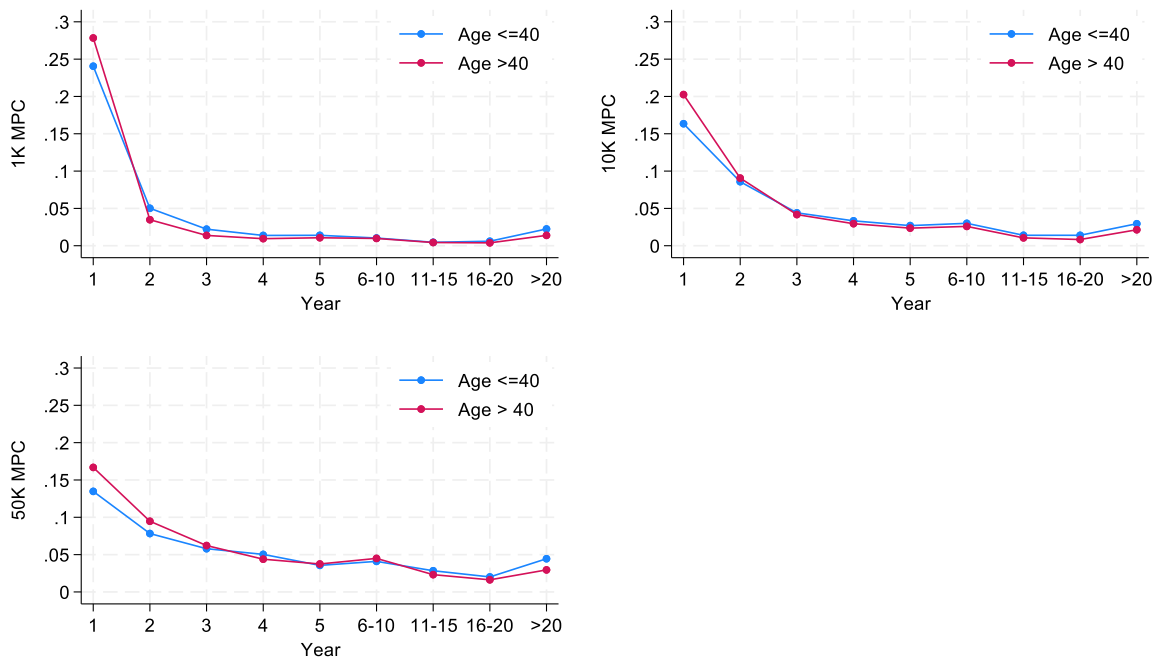 1K MPC
.3
.25
.2
.15
.1
.05
0
Age <=40
Age >40
1 2 3 4 5 6-10 11-15 16-20 >20
Year
10K MPC
.3
.25
.2
.15
.1
.05
0
Age <=40
Age > 40
1 2 3 4 5 6-10 11-15 16-20 >20
Year
50K MPC
.3
.25
.2
.15
.1
.05
0
Age <=40
Age > 40
1 2 3 4 5 6-10 11-15 16-20 >20
Year